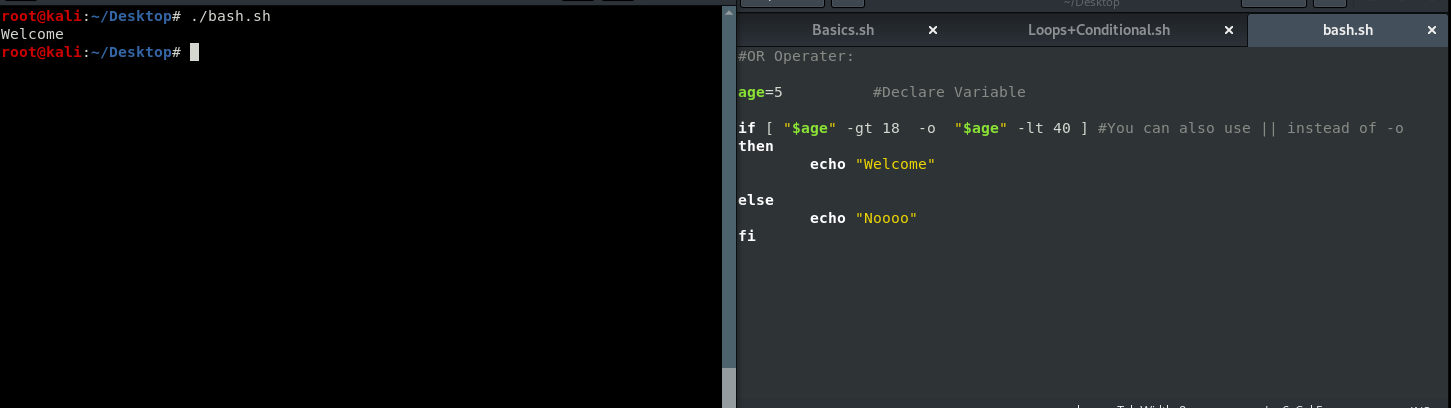 root@kali:~/Desktop# ./bash.sh
Welcome
root@kali:~/Desktop#
~/Desktop
Basics.sh × Loops+Conditional.sh × bash.sh ×
#OR Operater:
age=5 #Declare Variable
if [ "$age" -gt 18 -o "$age" -lt 40 ] #You can also use || instead of -o
then
echo "Welcome"
else
echo "Noooo"
fi